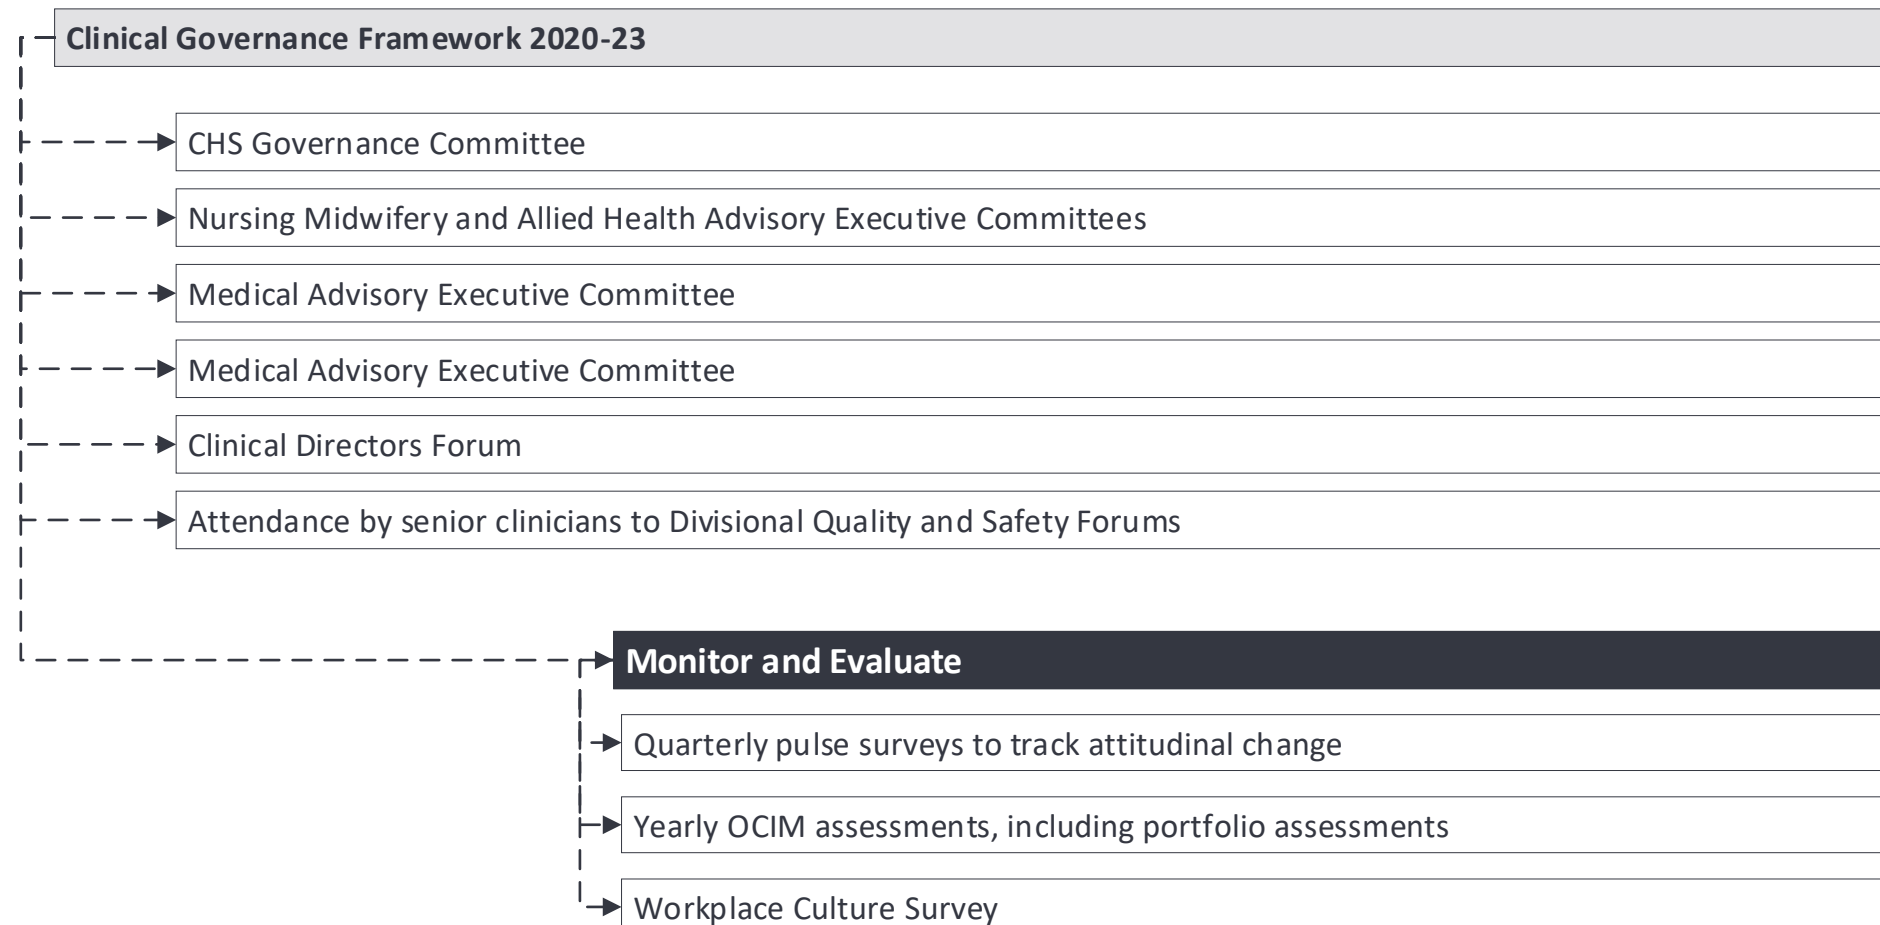 Clinical Governance Framework 2020-23
CHS Governance Committee
Nursing Midwifery and Allied Health Advisory Executive Committees
Medical Advisory Executive Committee
Medical Advisory Executive Committee
Clinical Directors Forum
Attendance by senior clinicians to Divisional Quality and Safety Forums
Monitor and Evaluate
Quarterly pulse surveys to track attitudinal change
Yearly OCIM assessments, including portfolio assessments
Workplace Culture Survey